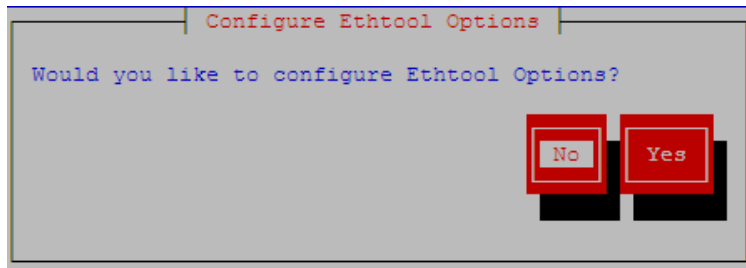 Configure Ethtool Options
Would you like to configure Ethtool Options?
No Yes